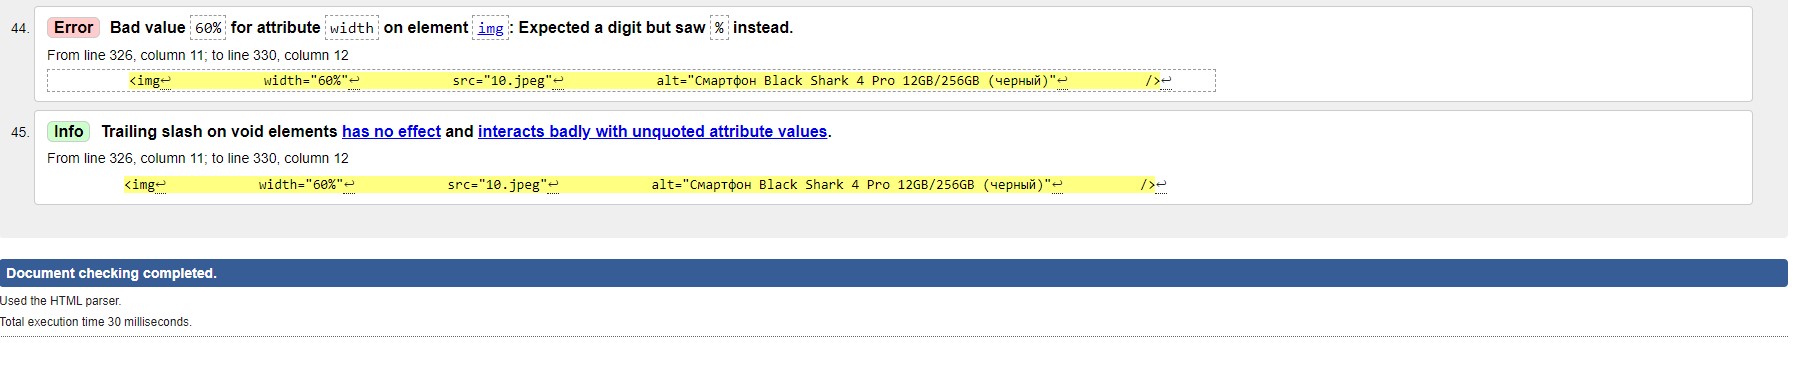 44. Error Bad value 60% for attribute width on element img: Expected a digit but saw % instead.
From line 326, column 11; to line 330, column 12
<img↩ width="60%"↩ src="10.jpeg"↩ alt="Смартфон Black Shark 4 Pro 12GB/256GB (черный)"↩ />↩
45. Info Trailing slash on void elements has no effect and interacts badly with unquoted attribute values.
From line 326, column 11; to line 330, column 12
<img↩ width="60%"↩ src="10.jpeg"↩ alt="Смартфон Black Shark 4 Pro 12GB/256GB (черный)"↩ />↩
Document checking completed.
Used the HTML parser.
Total execution time 30 milliseconds.